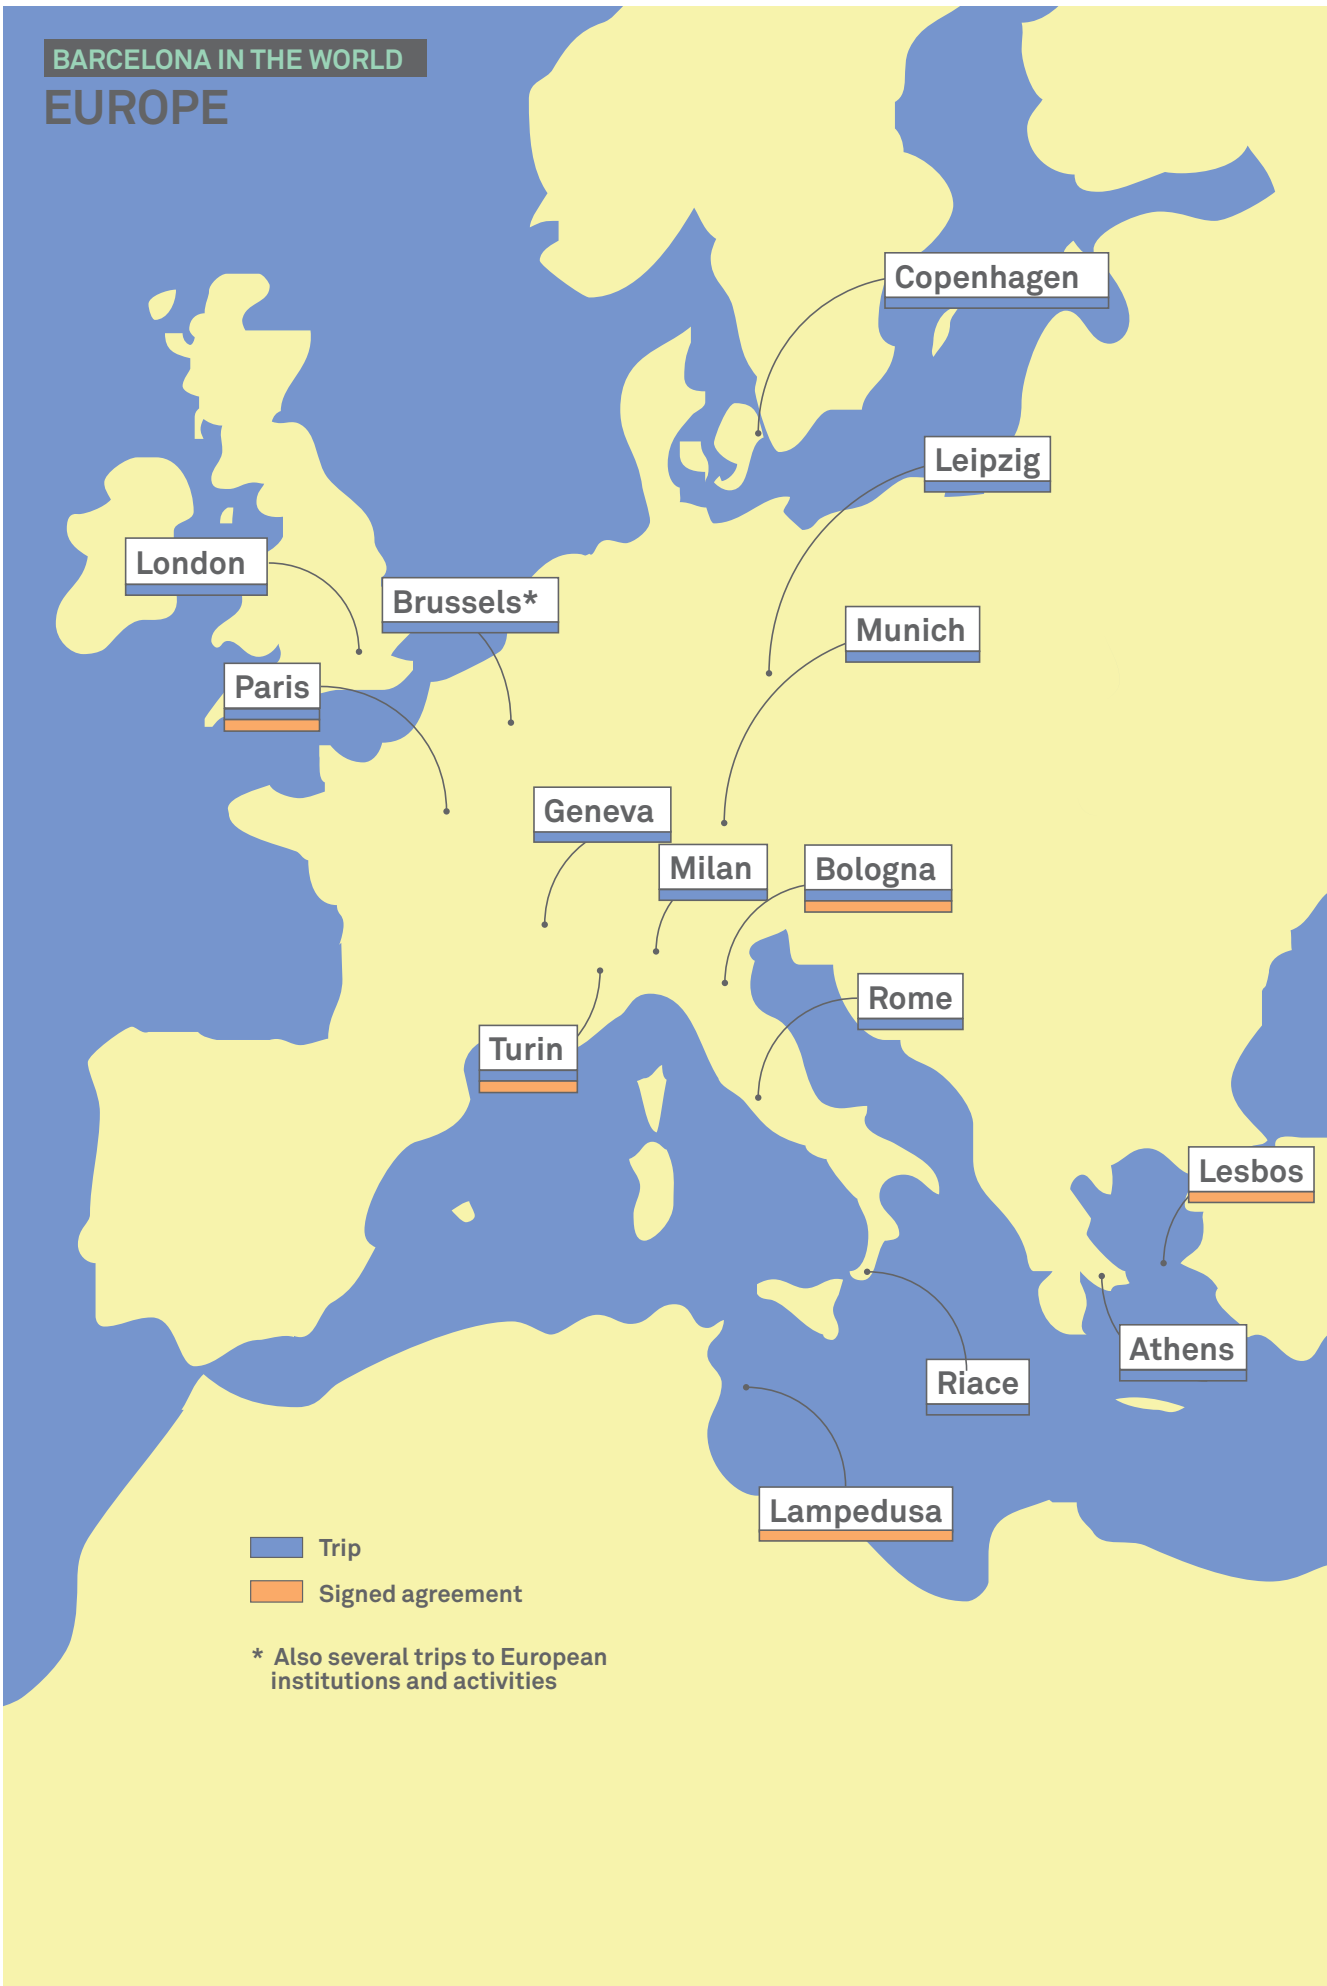 BARCELONA IN THE WORLD
EUROPE
Copenhagen
Leipzig
London
Brussels*
Munich
Paris
Geneva
Milan
Bologna
Rome
Turin
Lesbos
Athens
Riace
Lampedusa
Trip
Signed agreement
* Also several trips to European
institutions and activities